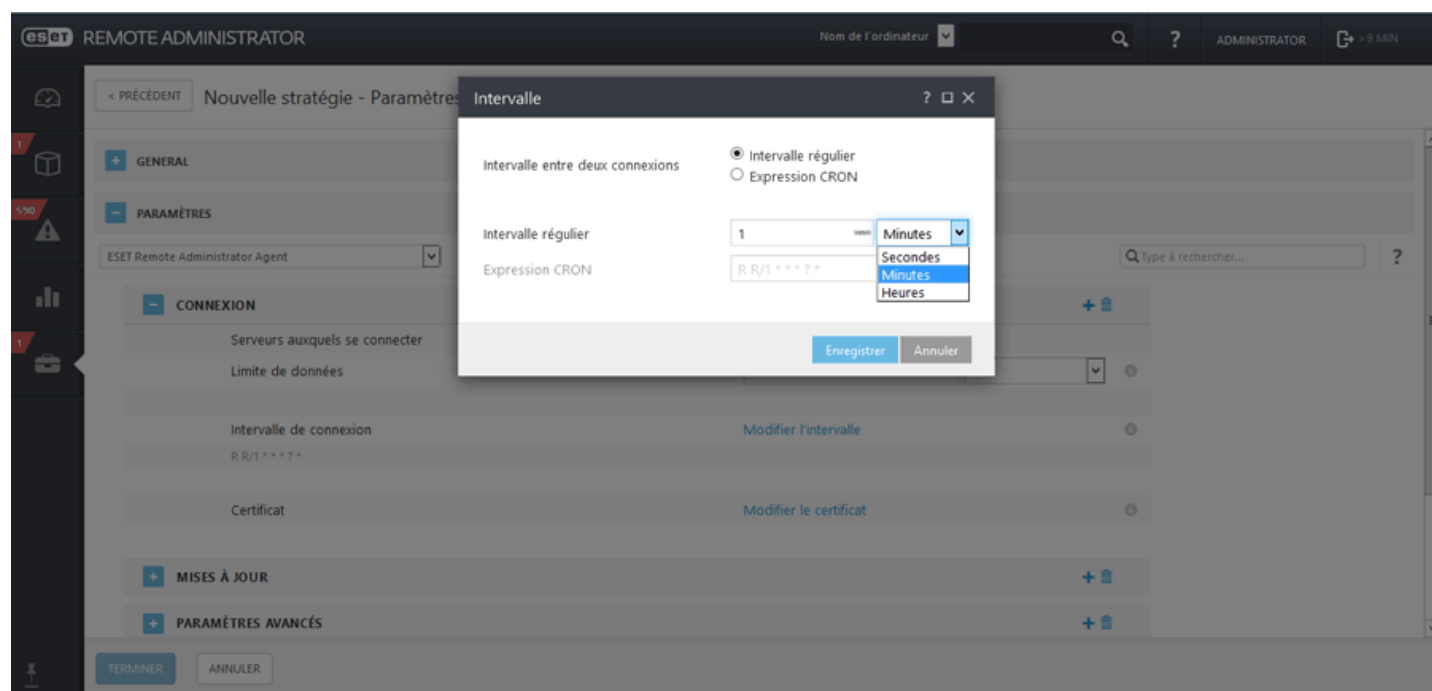 eset REMOTE ADMINISTRATOR Nom de l'ordinateur ? ADMINISTRATOR >9 MIN
< PRÉCÉDENT Nouvelle stratégie - Paramètres
Intervalle ?
1
GENERAL
Intervalle entre deux connexions
Intervalle régulier
Expression CRON
PARAMÈTRES
Intervalle régulier 1 Minutes
Secondes
Minutes
Heures
ESET Remote Administrator Agent
Type à rechercher... ?
Expression CRON R R/1 * * * ? *
CONNEXION
Serveurs auxquels se connecter
Enregistrer Annuler
1
Limite de données
Intervalle de connexion Modifier l'intervalle
R R/1 * * * ? *
Certificat Modifier le certificat
MISES À JOUR
PARAMÈTRES AVANCÉS
TERMINER ANNULER